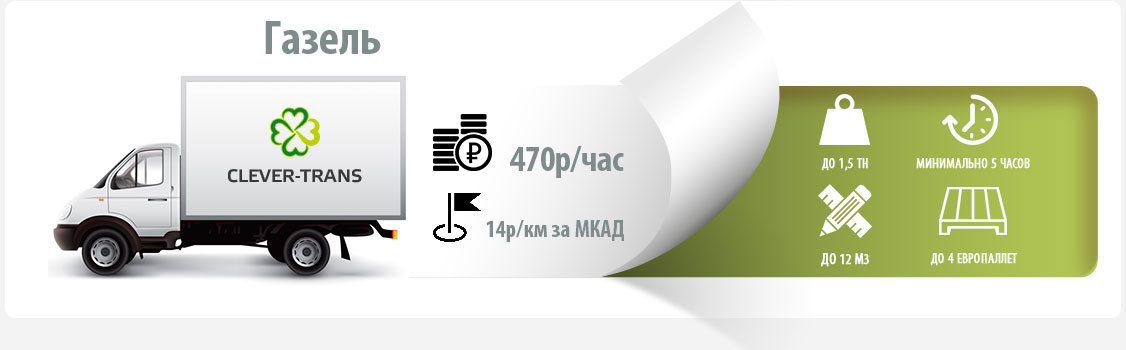 Газель
CLEVER-TRANS
470р/час
14р/км за МКАД
ДО 1,5 ТН
МИНИМАЛЬНО 5 ЧАСОВ
ДО 12 М3
ДО 4 ЕВРОПАЛЛЕТ